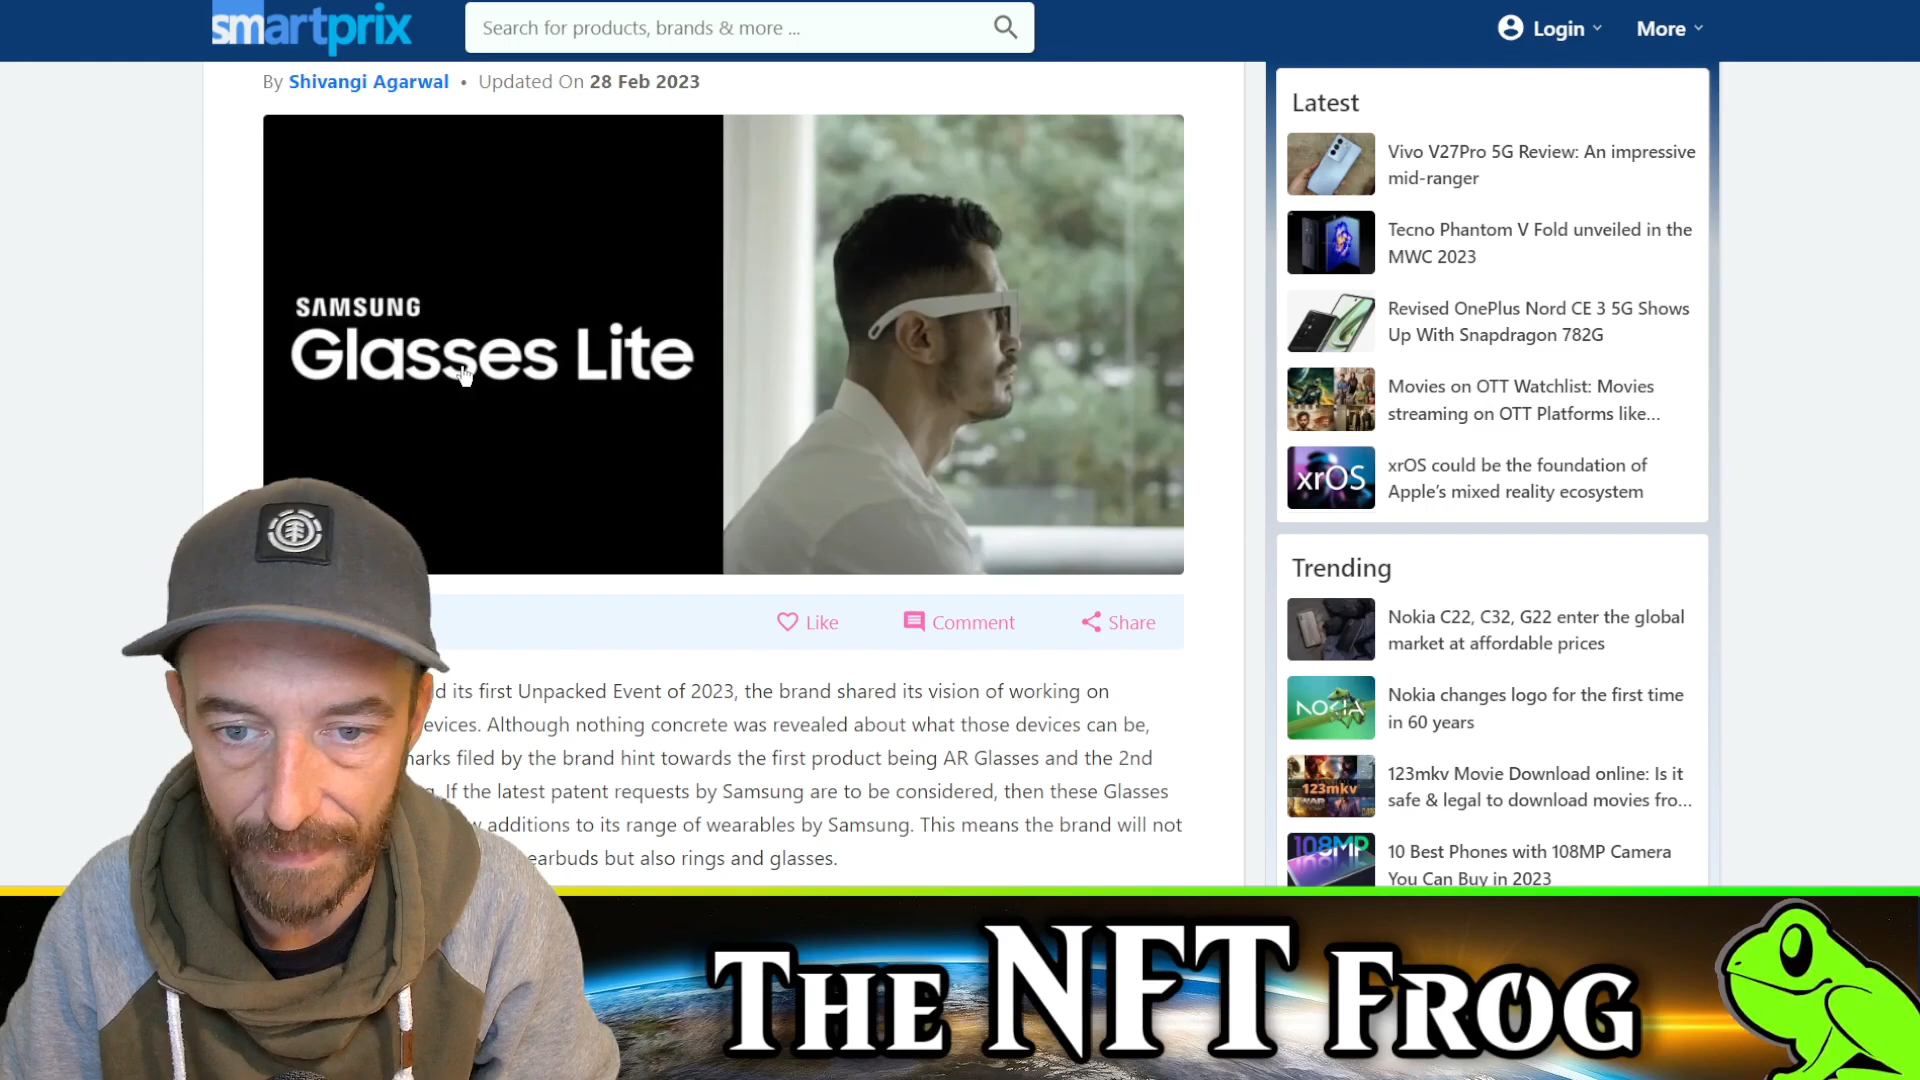 smartprix
Search for products, brands & more ...
Login
More
By Shivangi Agarwal • Updated On 28 Feb 2023
SAMSUNG
Glasses Lite
Like
Comment
Share
d its first Unpacked Event of 2023, the brand shared its vision of working on
evices. Although nothing concrete was revealed about what those devices can be,
arks filed by the brand hint towards the first product being AR Glasses and the 2nd
. If the latest patent requests by Samsung are to be considered, then these Glasses
w additions to its range of wearables by Samsung. This means the brand will not
earbuds but also rings and glasses.
Latest
Vivo V27Pro 5G Review: An impressive
mid-ranger
Tecno Phantom V Fold unveiled in the
MWC 2023
Revised OnePlus Nord CE 3 5G Shows
Up With Snapdragon 782G
Movies on OTT Watchlist: Movies
streaming on OTT Platforms like...
xrOS
xrOS could be the foundation of
Apple's mixed reality ecosystem
Trending
Nokia C22, C32, G22 enter the global
market at affordable prices
NOKIA
Nokia changes logo for the first time
in 60 years
123mkv
123mkv Movie Download online: Is it
safe & legal to download movies fro...
108MP
10 Best Phones with 108MP Camera
You Can Buy in 2023
THE NFT FROG